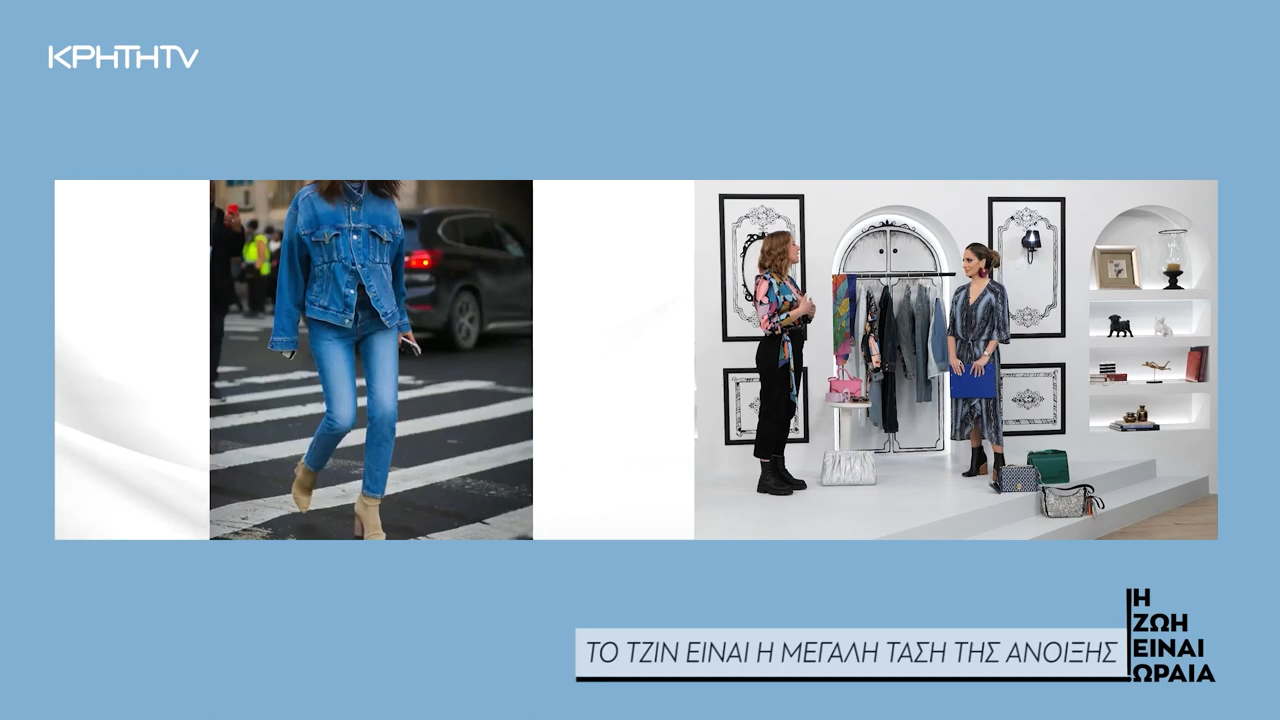 ΚΡΗΤΗTV
ΤΟ ΤΖΙΝ ΕΙΝΑΙ Η ΜΕΓΑΛΗ ΤΑΣΗ ΤΗΣ ΑΝΟΙΞΗΣ
Η
ΖΩΗ
ΕΙΝΑΙ
ΩΡΑΙΑ